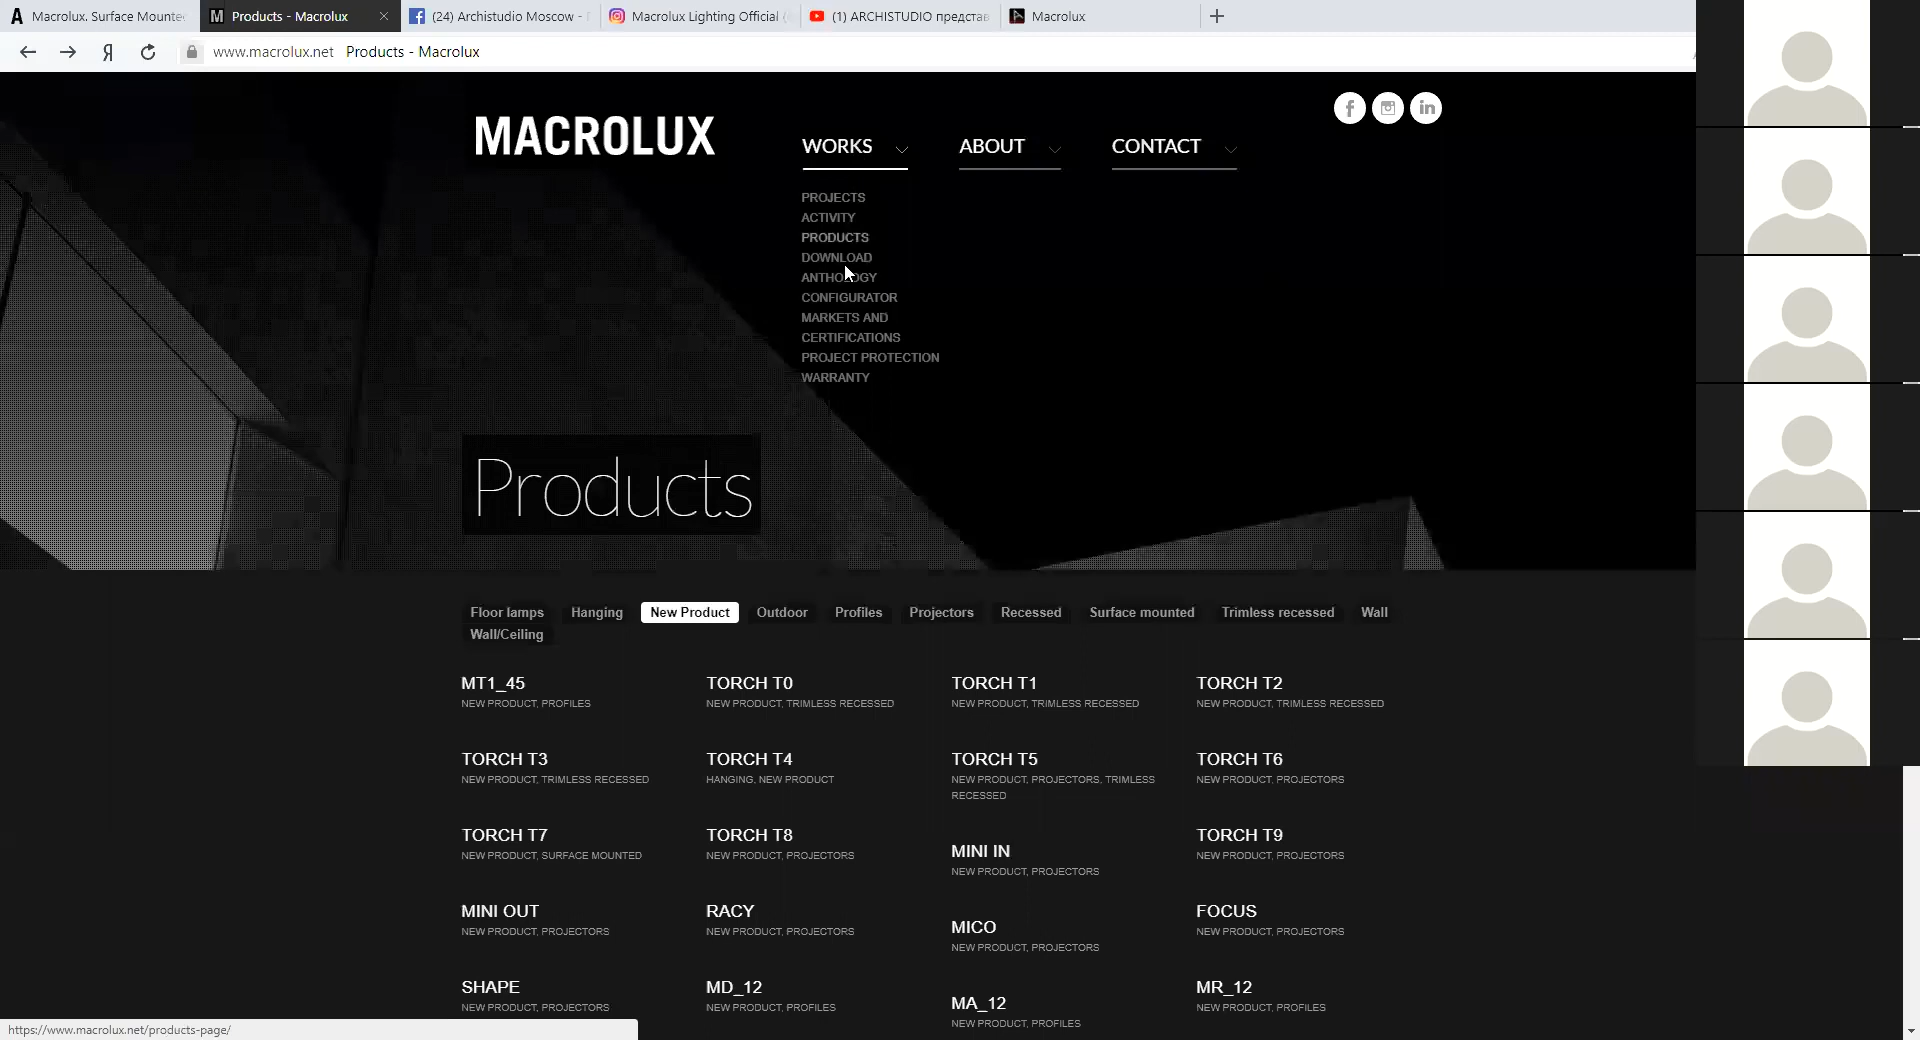 Macrolux. Surface Mounted
Products - Macrolux
(24) Archistudio Moscow -
Macrolux Lighting Official (
(1) ARCHISTUDIO представ
Macrolux
www.macrolux.net Products - Macrolux
MACROLUX
WORKS
ABOUT
CONTACT
PROJECTS
ACTIVITY
PRODUCTS
DOWNLOAD
ANTHOLOGY
CONFIGURATOR
MARKETS AND
CERTIFICATIONS
PROJECT PROTECTION
WARRANTY
Products
Floor lamps Hanging New Product Outdoor Profiles Projectors Recessed Surface mounted Trimless recessed Wall
Wall/Ceiling
MT1_45
NEW PRODUCT, PROFILES
TORCH T0
NEW PRODUCT, TRIMLESS RECESSED
TORCH T1
NEW PRODUCT, TRIMLESS RECESSED
TORCH T2
NEW PRODUCT, TRIMLESS RECESSED
TORCH T3
NEW PRODUCT, TRIMLESS RECESSED
TORCH T4
HANGING, NEW PRODUCT
TORCH T5
NEW PRODUCT, PROJECTORS, TRIMLESS
RECESSED
TORCH T6
NEW PRODUCT, PROJECTORS
TORCH T7
NEW PRODUCT, SURFACE MOUNTED
TORCH T8
NEW PRODUCT, PROJECTORS
MINI IN
NEW PRODUCT, PROJECTORS
TORCH T9
NEW PRODUCT, PROJECTORS
MINI OUT
NEW PRODUCT, PROJECTORS
RACY
NEW PRODUCT, PROJECTORS
MICO
NEW PRODUCT, PROJECTORS
FOCUS
NEW PRODUCT, PROJECTORS
SHAPE
NEW PRODUCT, PROJECTORS
MD_12
NEW PRODUCT, PROFILES
MA_12
NEW PRODUCT, PROFILES
MR_12
NEW PRODUCT, PROFILES
https://www.macrolux.net/products-page/